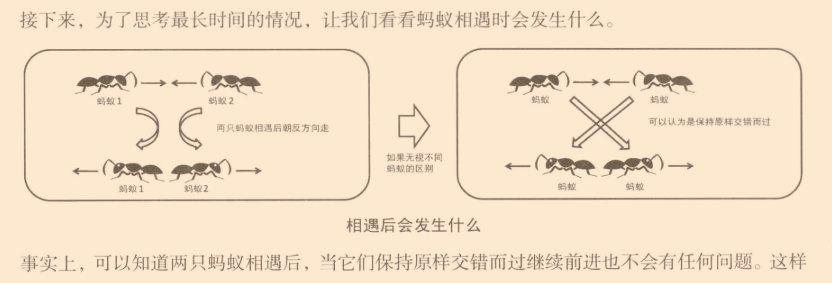 接下来，为了思考最长时间的情况，让我们看看蚂蚁相遇时会发生什么。
蚂蚁 1
蚂蚁 2
两只蚂蚁相遇后朝反方向走
蚂蚁 1
蚂蚁 2
如果无视不同
蚂蚁的区别
蚂蚁
蚂蚁
可以认为是保持原样交错而过
蚂蚁
蚂蚁
相遇后会发生什么
事实上，可以知道两只蚂蚁相遇后，当它们保持原样交错而过继续前进也不会有任何问题。这样